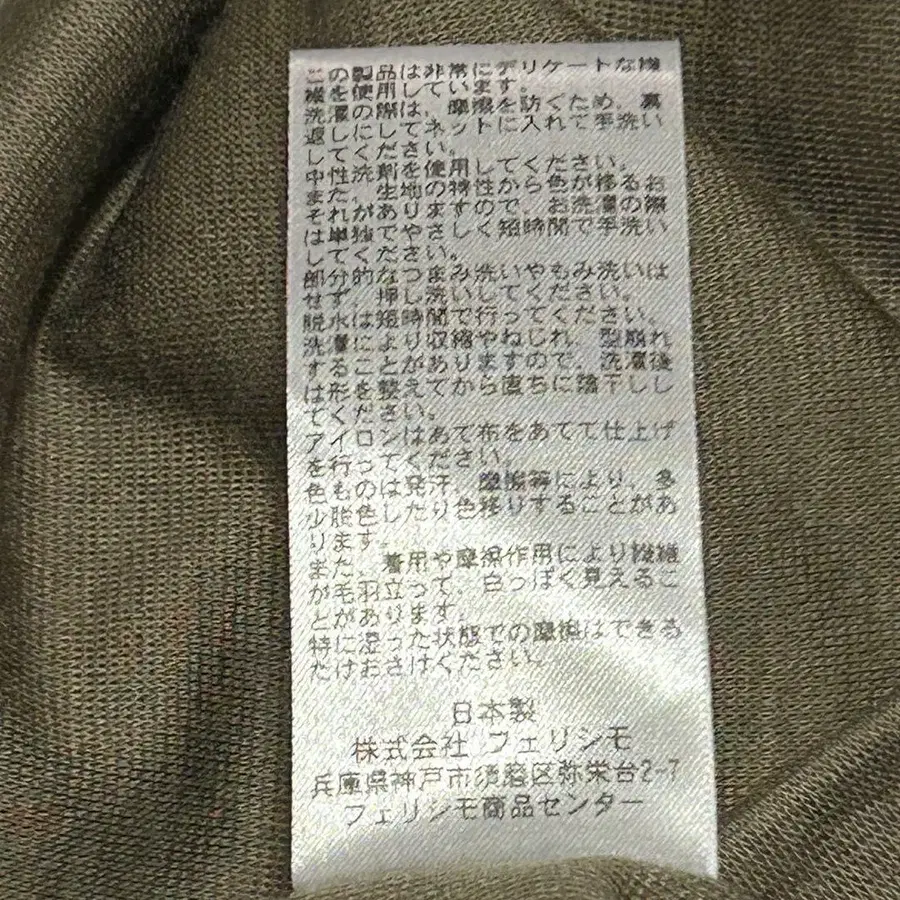 この製品は非常にデリケートな繊
維を使用しています。
洗濯の際は、摩擦を防ぐため、裏
返しにしてネットに入れて手洗い
してください。
中性洗剤を使用してください。
また、生地の特性から色が移るお
それがありますので、お洗濯の際
は単独でやさしく短時間で手洗い
してください。
部分的なつまみ洗いやもみ洗いは
せず、押し洗いしてください。
脱水は短時間で行ってください。
洗濯により収縮やねじれ、型崩れ
することがありますので、洗濯後
は形を整えてから直ちに陰干しし
てください。
アイロンはあて布をあてて仕上げ
を行ってください。
色ものは発汗、摩擦等により、多
少脱色したり色移りすることがあ
ります。
また、着用や摩擦作用により繊維
が毛羽立って、白っぽく見えるこ
とがあります。
特に湿った状態での摩擦はできる
だけおさけください。
日本製
株式会社 フェリシモ
兵庫県神戸市須磨区弥栄台2-7
フェリシモ商品センター